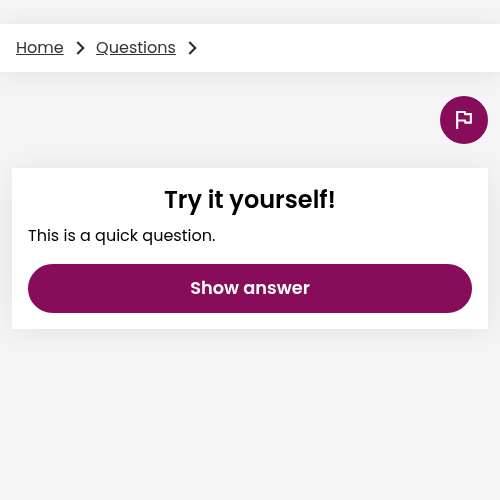 Home Questions
Try it yourself!
This is a quick question.
Show answer